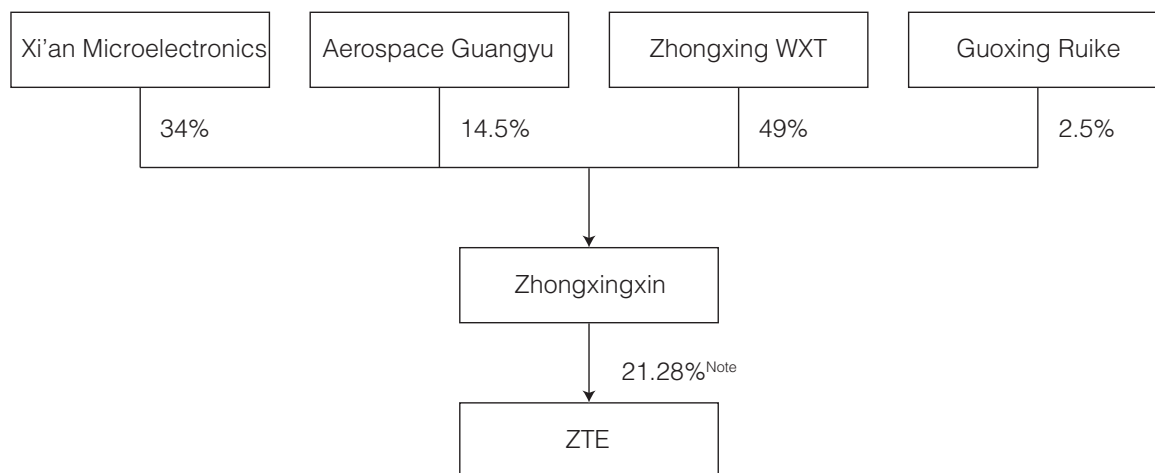 Xi’an Microelectronics
Aerospace Guangyu
Zhongxing WXT
Guoxing Ruike
34%
14.5%
49%
2.5%
Zhongxingxin
21.28%Note
ZTE